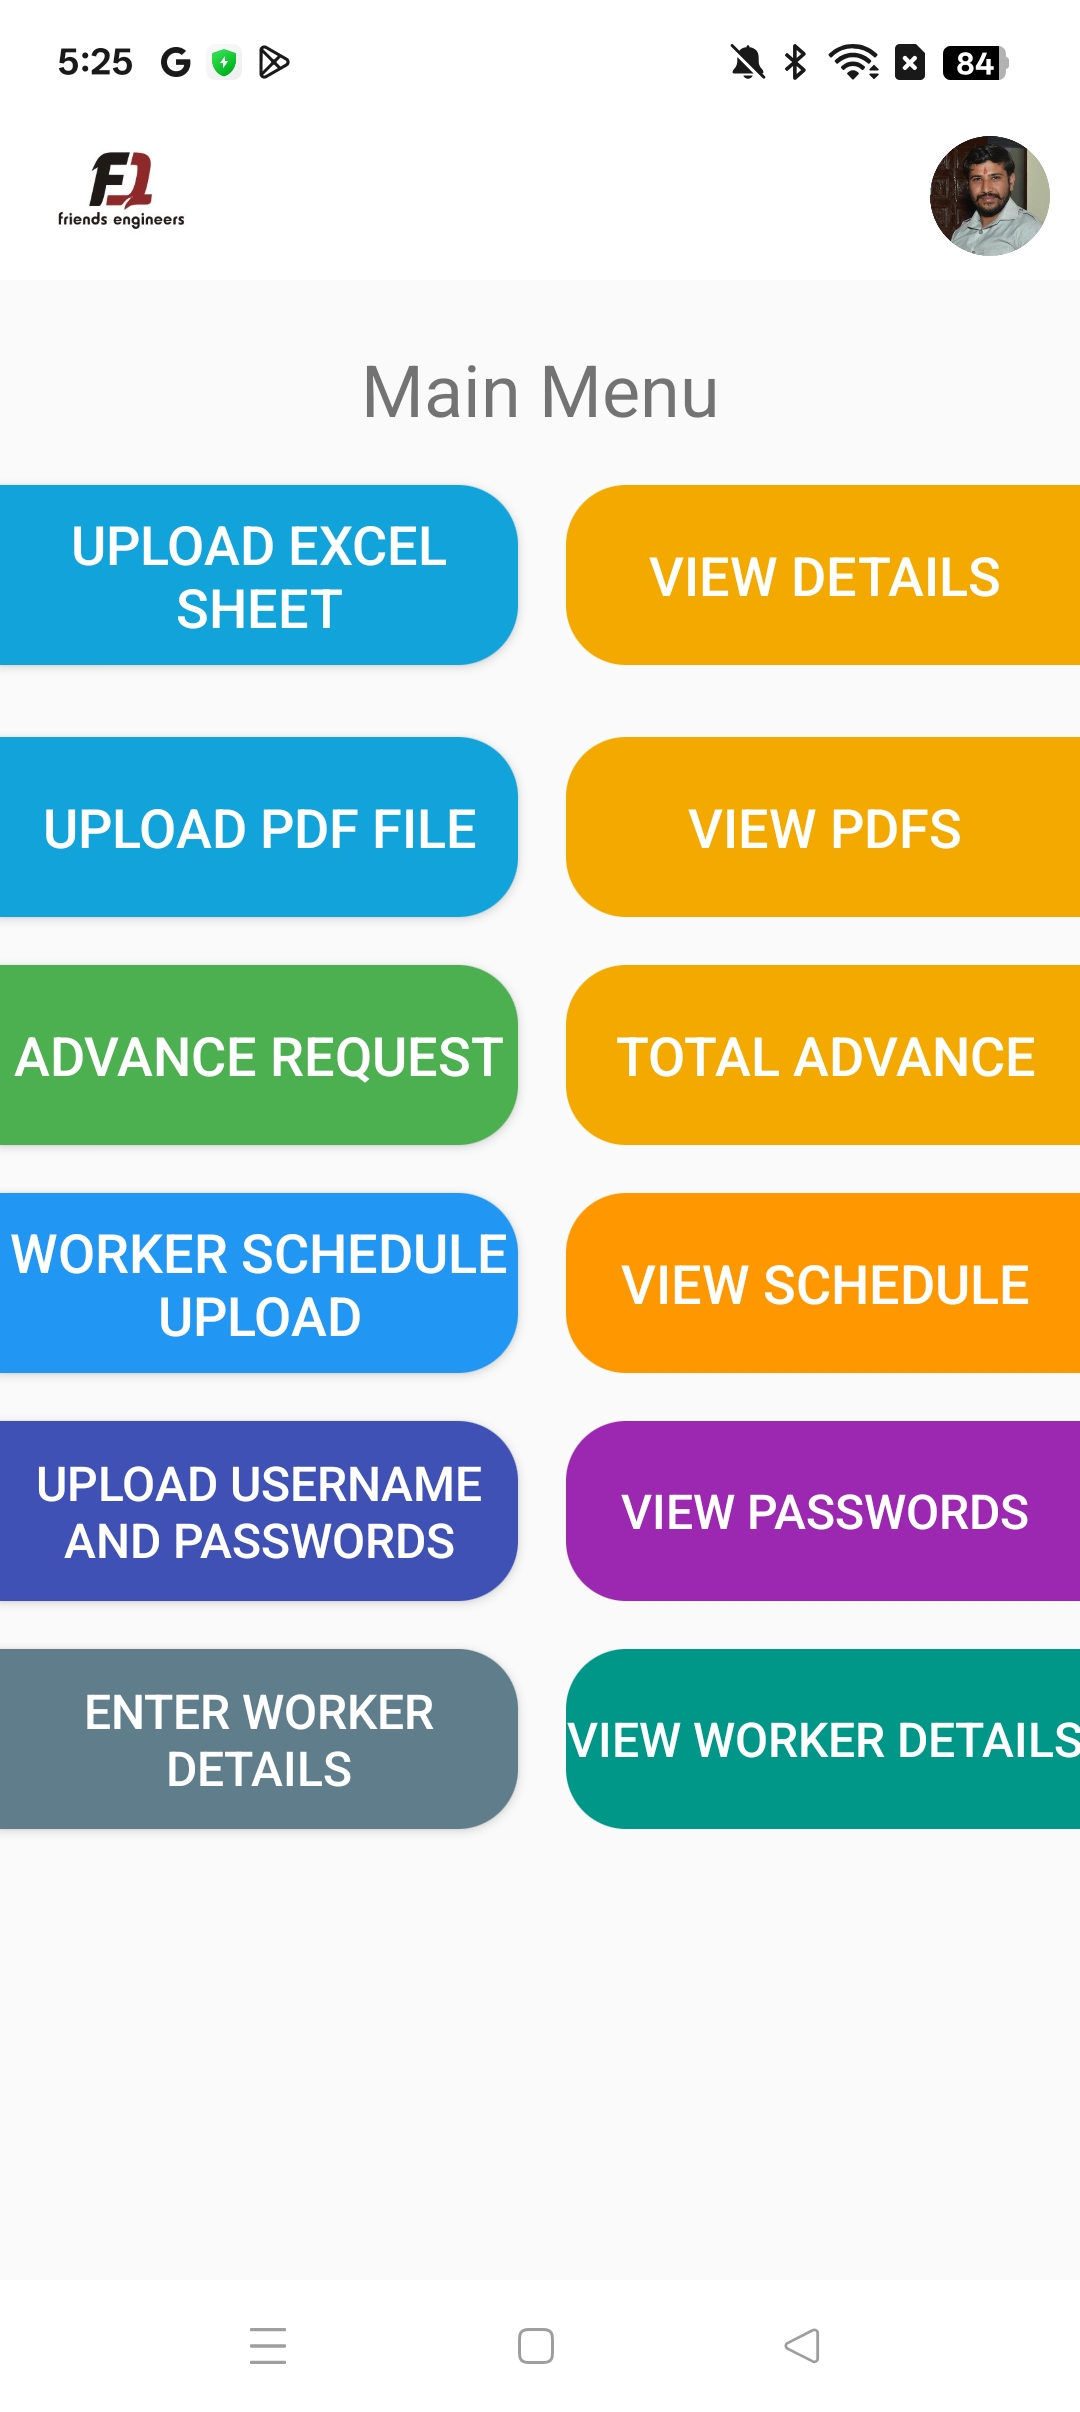 5:25
84
friends engineers
Main Menu
UPLOAD EXCEL
SHEET
VIEW DETAILS
UPLOAD PDF FILE
VIEW PDFS
ADVANCE REQUEST
TOTAL ADVANCE
WORKER SCHEDULE
UPLOAD
VIEW SCHEDULE
UPLOAD USERNAME
AND PASSWORDS
VIEW PASSWORDS
ENTER WORKER
DETAILS
VIEW WORKER DETAILS